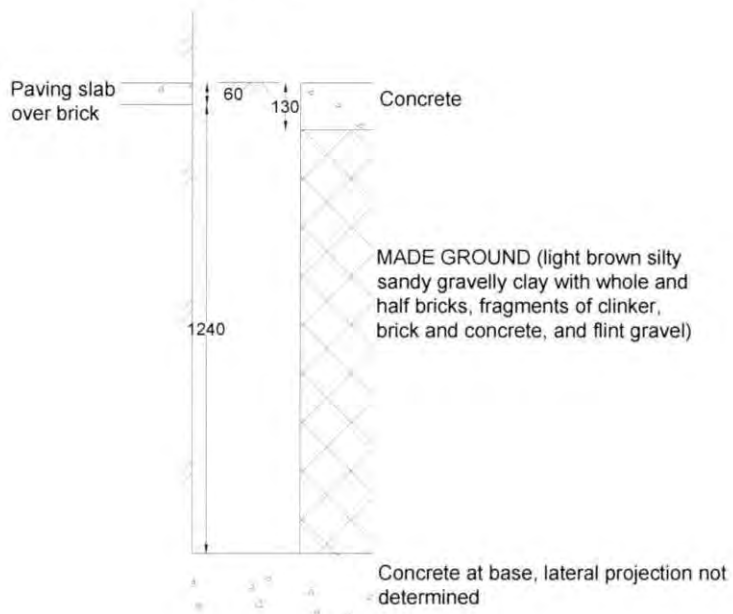 Paving slab
over brick
60
130
Concrete
MADE GROUND (light brown silty
sandy gravelly clay with whole and
half bricks, fragments of clinker,
brick and concrete, and flint gravel)
1240
Concrete at base, lateral projection not
determined